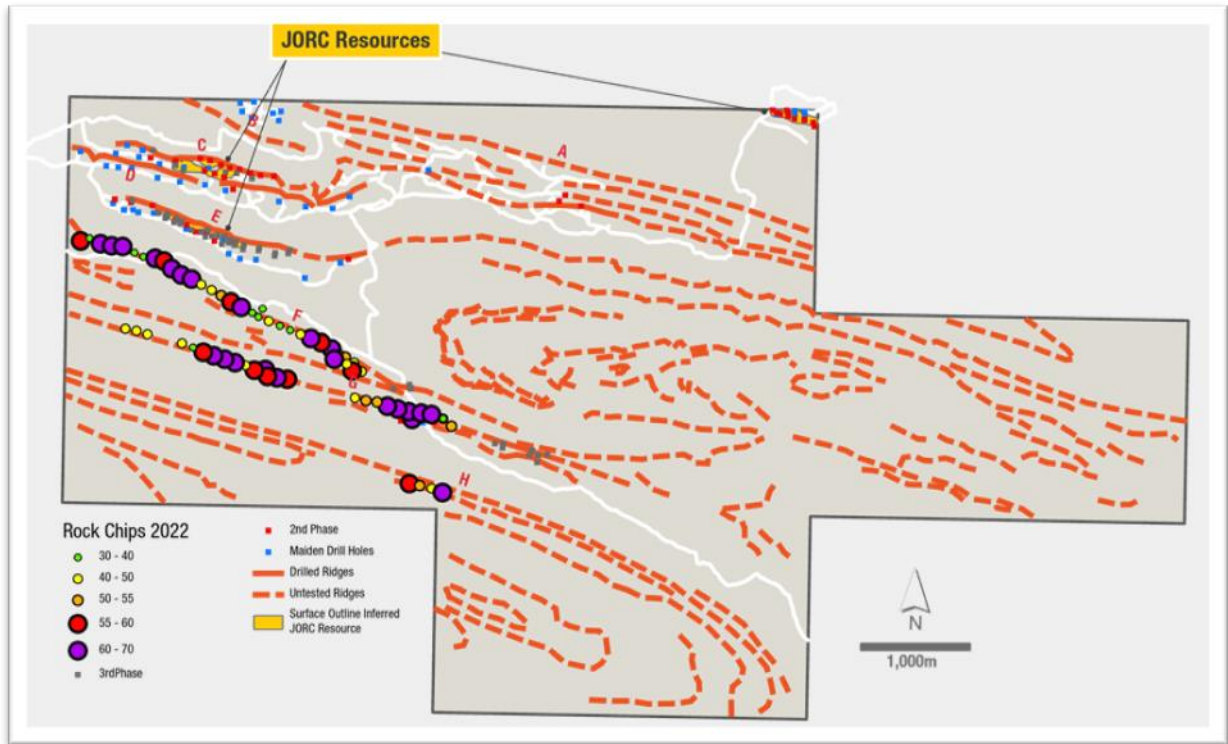 JORC Resources
B
C
A
D
E
F
G
H
Rock Chips 2022
30 - 40
40 - 50
50 - 55
55 - 60
60 - 70
3rdPhase
2nd Phase
Maiden Drill Holes
Drilled Ridges
Untested Ridges
Surface Outline Inferred
JORC Resource
N
1,000m